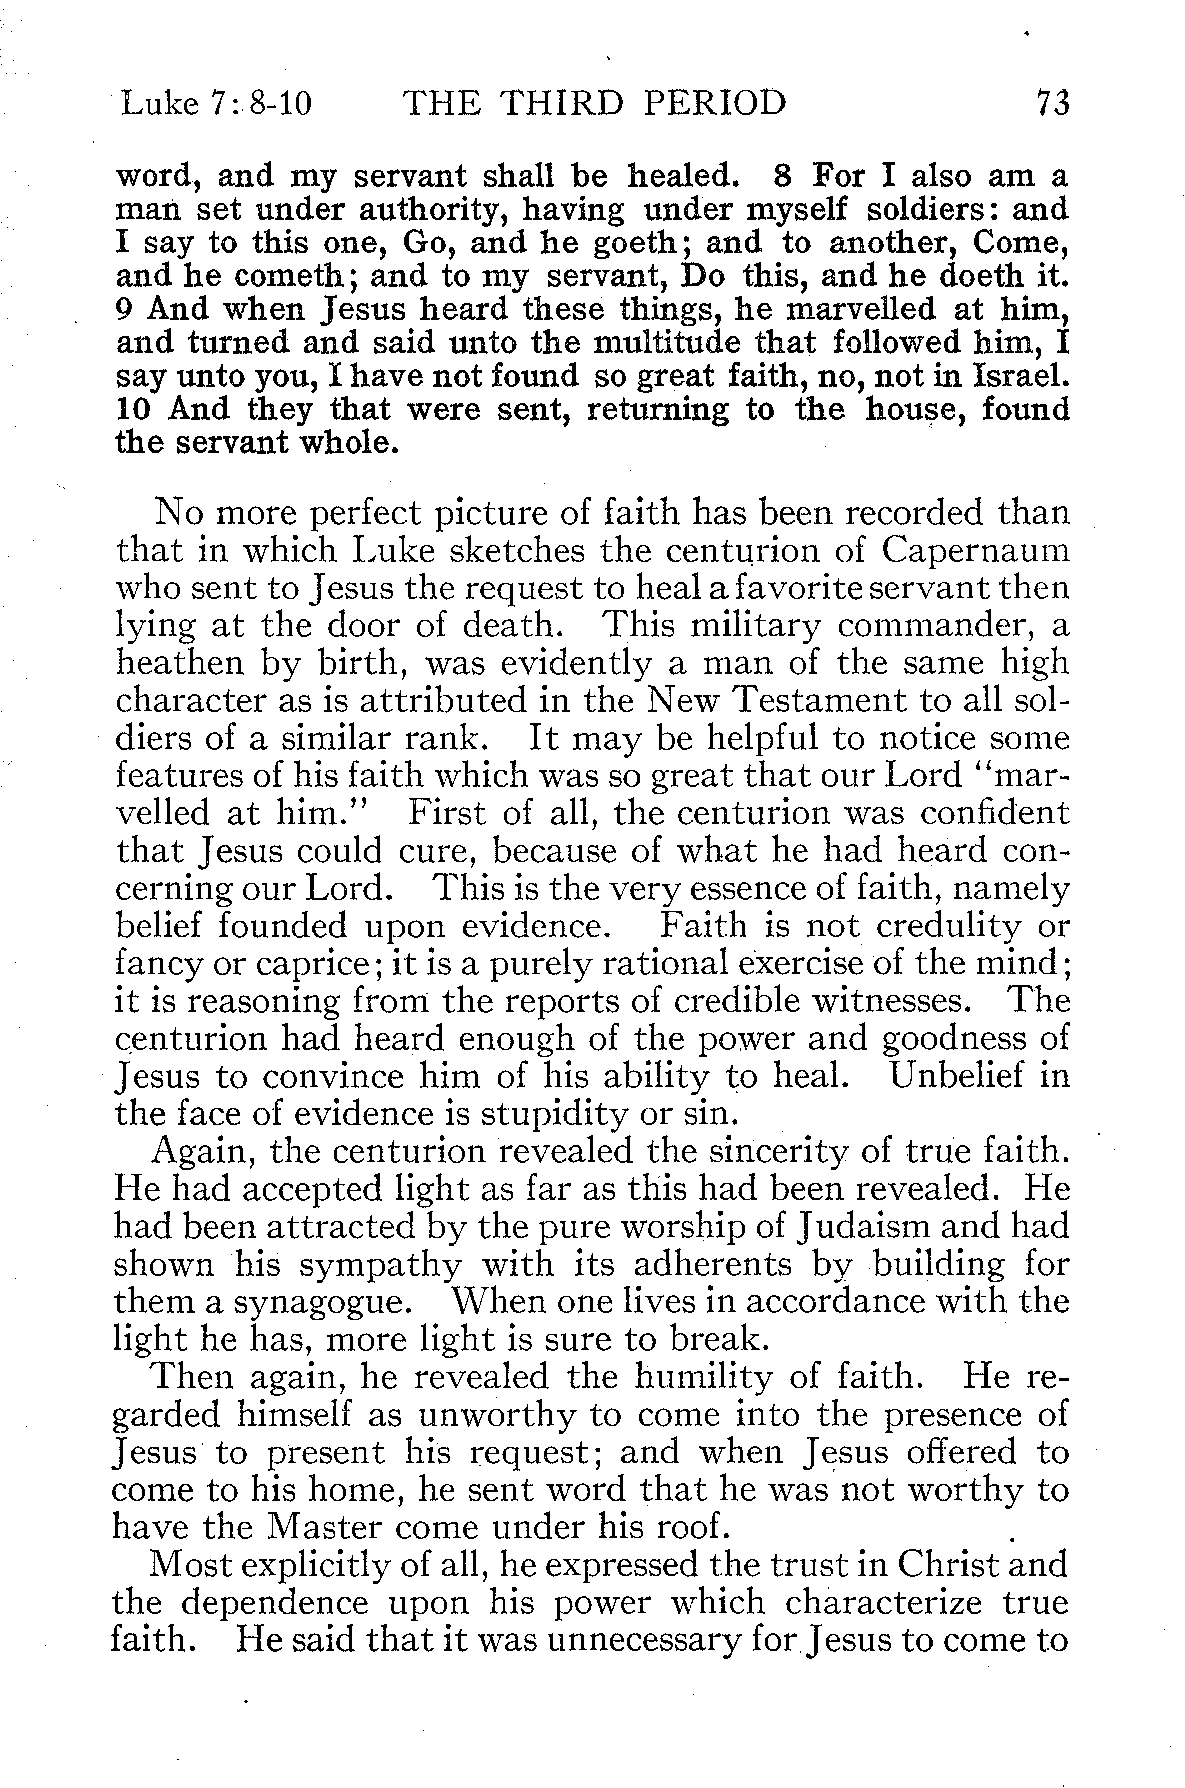 Luke 7: 8-10 THE THIRD PERIOD 73
word, and my servant shall be healed. 8 For I also am a
man set under authority, having under myself soldiers: and
I say to this one, Go, and he goeth; and to another, Come,
and he cometh; and to my servant, Do this, and he doeth it.
9 And when Jesus heard these things, he marvelled at him,
and turned and said unto the multitude that followed him, I
say unto you, I have not found so great faith, no, not in Israel.
10 And they that were sent, returning to the house, found
the servant whole.
No more perfect picture of faith has been recorded than
that in which Luke sketches the centurion of Capernaum
who sent to Jesus the request to heal a favorite servant then
lying at the door of death. This military commander, a
heathen by birth, was evidently a man of the same high
character as is attributed in the New Testament to all sol-
diers of a similar rank. It may be helpful to notice some
features of his faith which was so great that our Lord "mar-
velled at him." First of all, the centurion was confident
that Jesus could cure, because of what he had heard con-
cerning our Lord. This is the very essence of faith, namely
belief founded upon evidence. Faith is not credulity or
fancy or caprice; it is a purely rational exercise of the mind;
it is reasoning from the reports of credible witnesses. The
centurion had heard enough of the power and goodness of
Jesus to convince him of his ability to heal. Unbelief in
the face of evidence is stupidity or sin.
Again, the centurion revealed the sincerity of true faith.
He had accepted light as far as this had been revealed. He
had been attracted by the pure worship of Judaism and had
shown his sympathy with its adherents by building for
them a synagogue. When one lives in accordance with the
light he has, more light is sure to break.
Then again, he revealed the humility of faith. He re-
garded himself as unworthy to come into the presence of
Jesus to present his request; and when Jesus offered to
come to his home, he sent word that he was not worthy to
have the Master come under his roof.
Most explicitly of all, he expressed the trust in Christ and
the dependence upon his power which characterize true
faith. He said that it was unnecessary for Jesus to come to